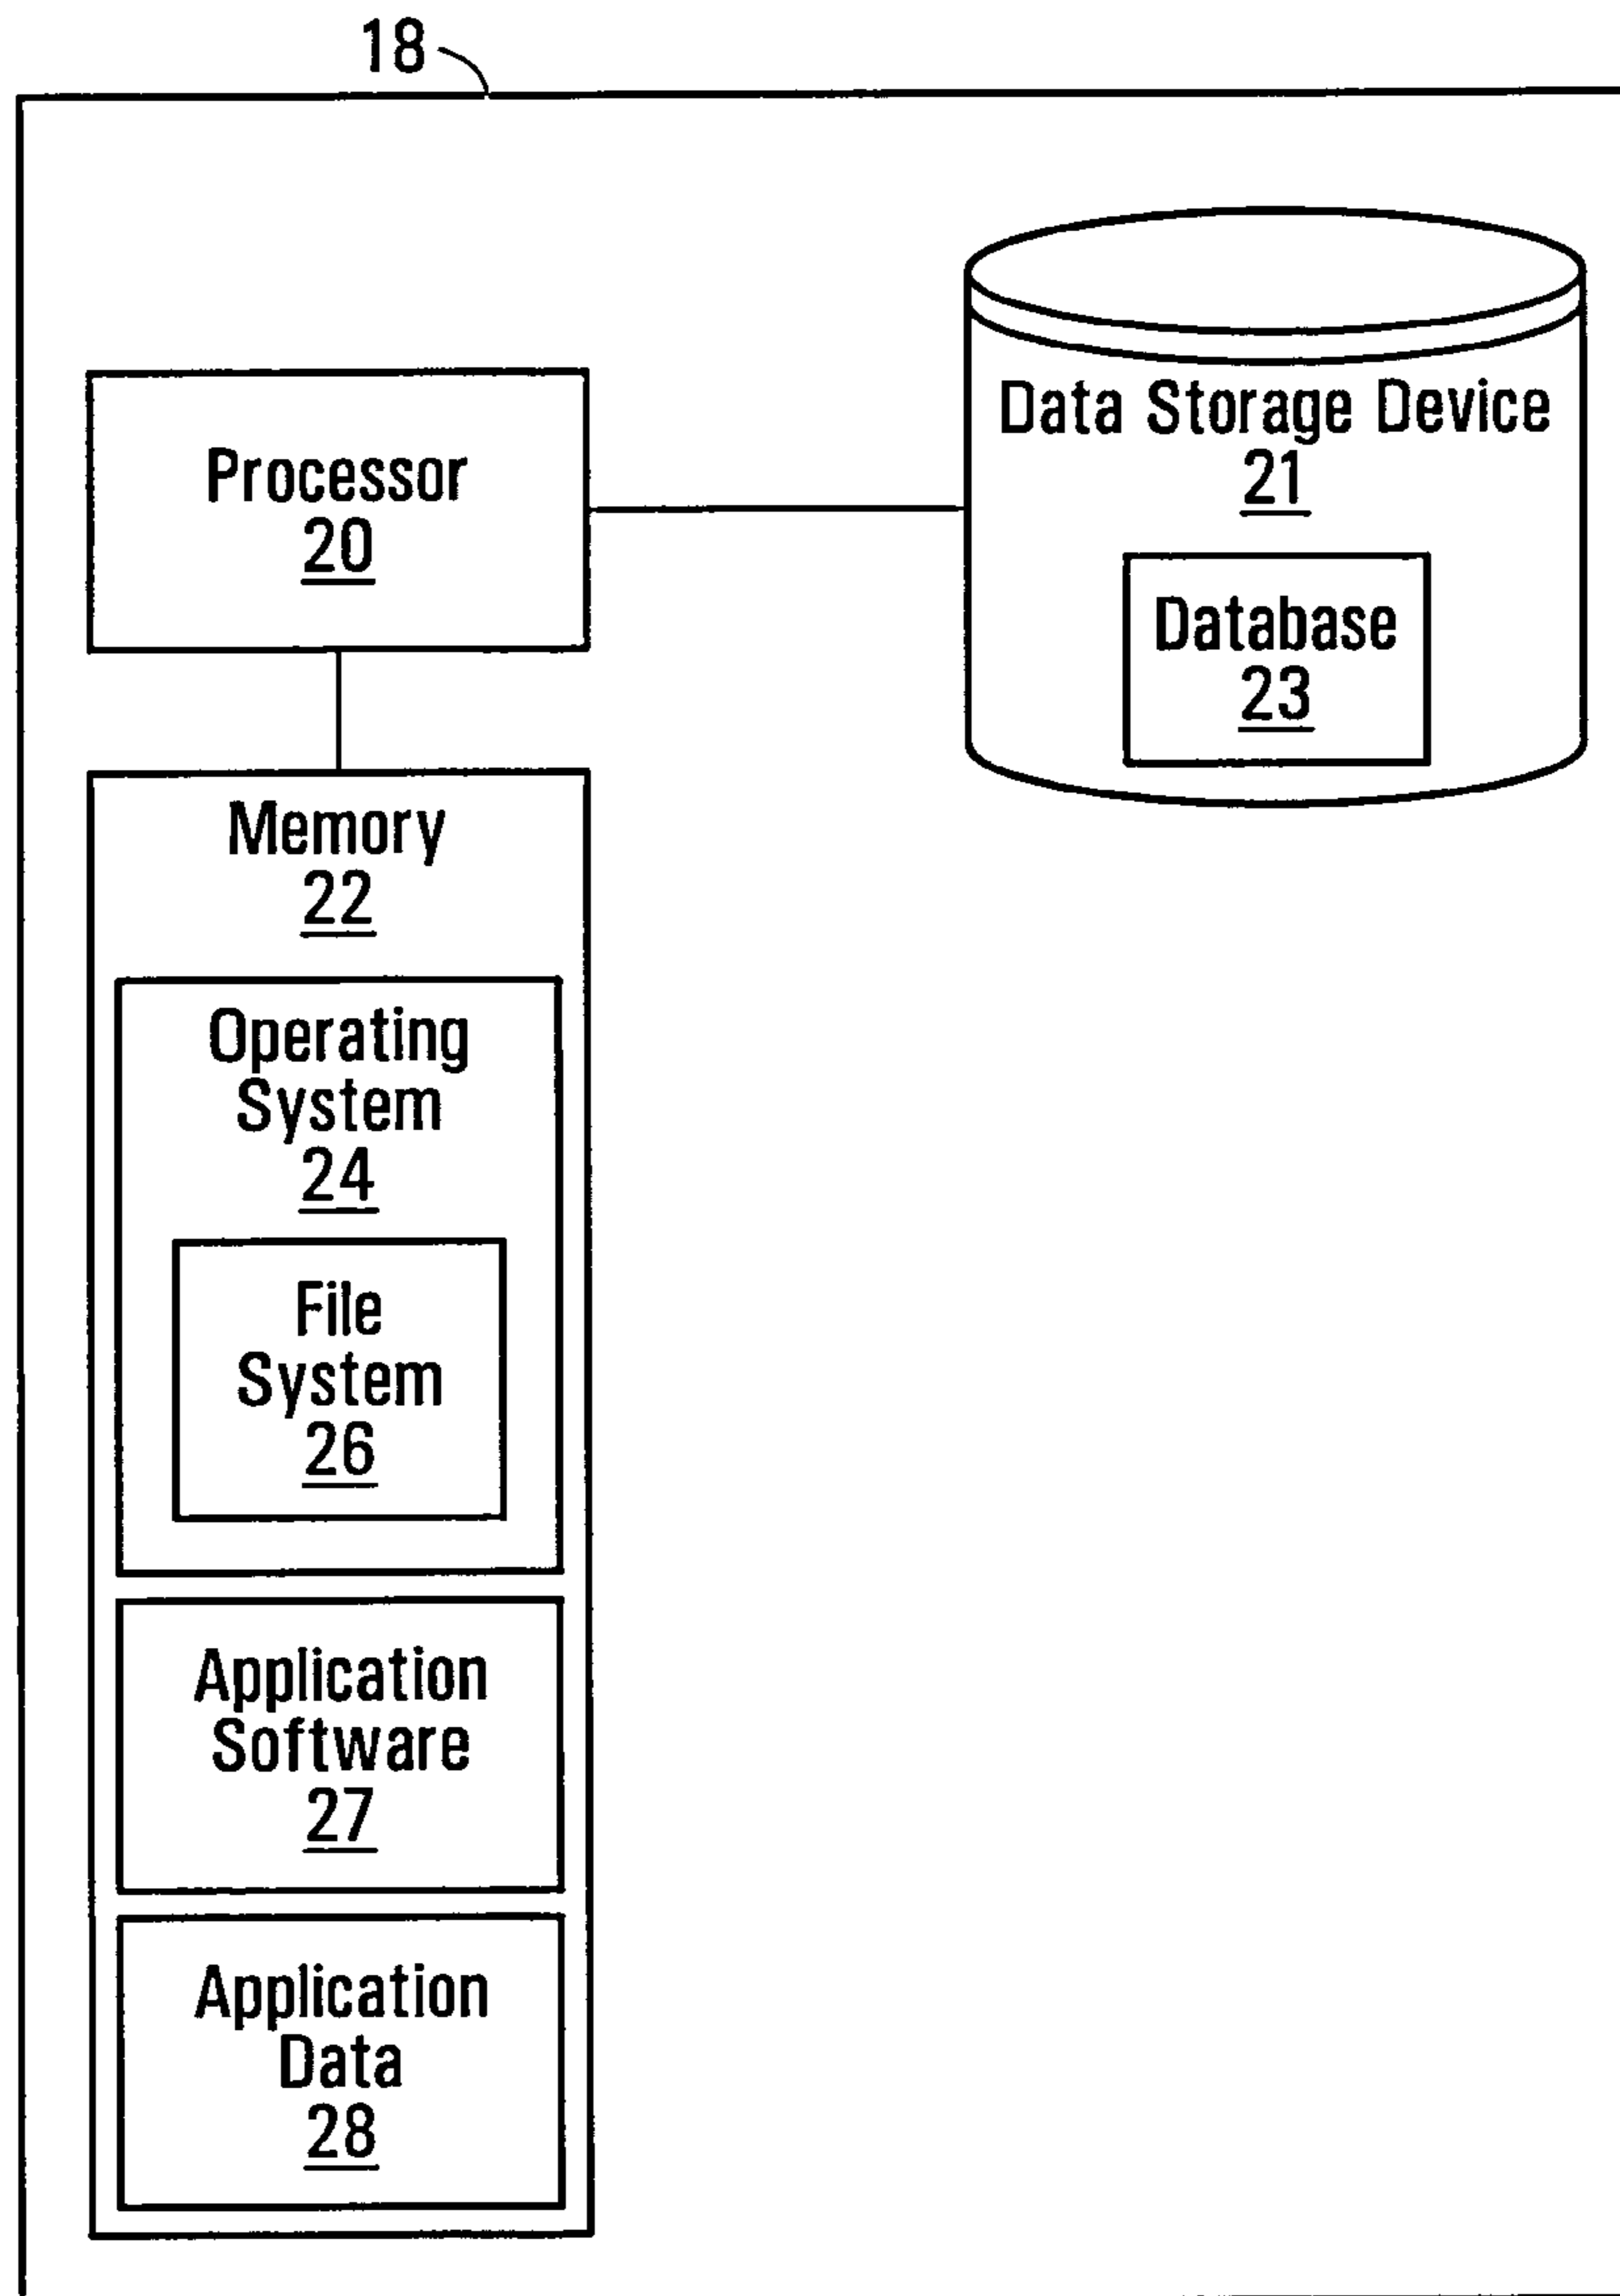 18
Processor
20
Data Storage Device
21
Database
23
Memory
22
Operating
System
24
File
System
26
Application
Software
27
Application
Data
28